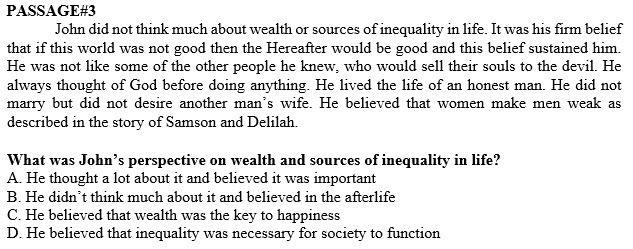 PASSAGE#3
John did not think much about wealth or sources of inequality in life. It was his firm belief
that if this world was not good then the Hereafter would be good and this belief sustained him.
He was not like some of the other people he knew, who would sell their souls to the devil. He
always thought of God before doing anything. He lived the life of an honest man. He did not
marry but did not desire another man's wife. He believed that women make men weak as
described in the story of Samson and Delilah.
What was John's perspective on wealth and sources of inequality in life?
A. He thought a lot about it and believed it was important
B. He didn't think much about it and believed in the afterlife
C. He believed that wealth was the key to happiness
D. He believed that inequality was necessary for society to function